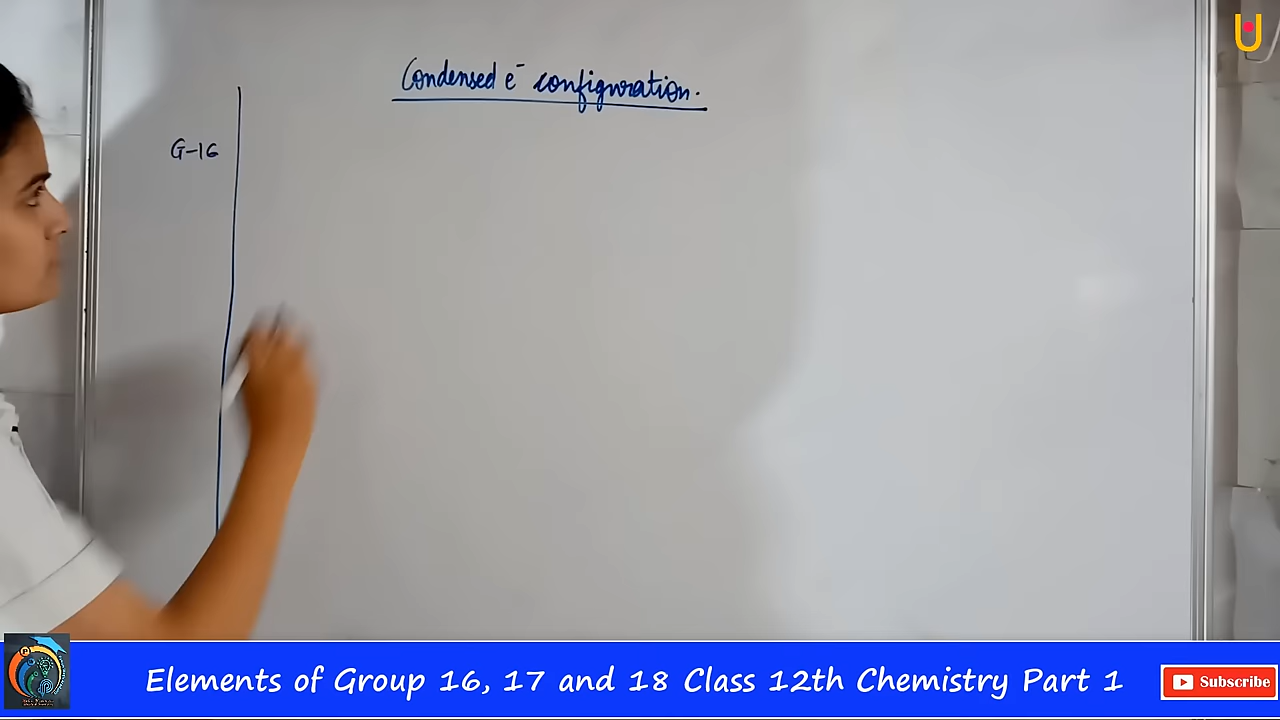 Condensed e⁻ configuration.
G-16
Elements of Group 16, 17 and 18 Class 12th Chemistry Part 1
Subscribe